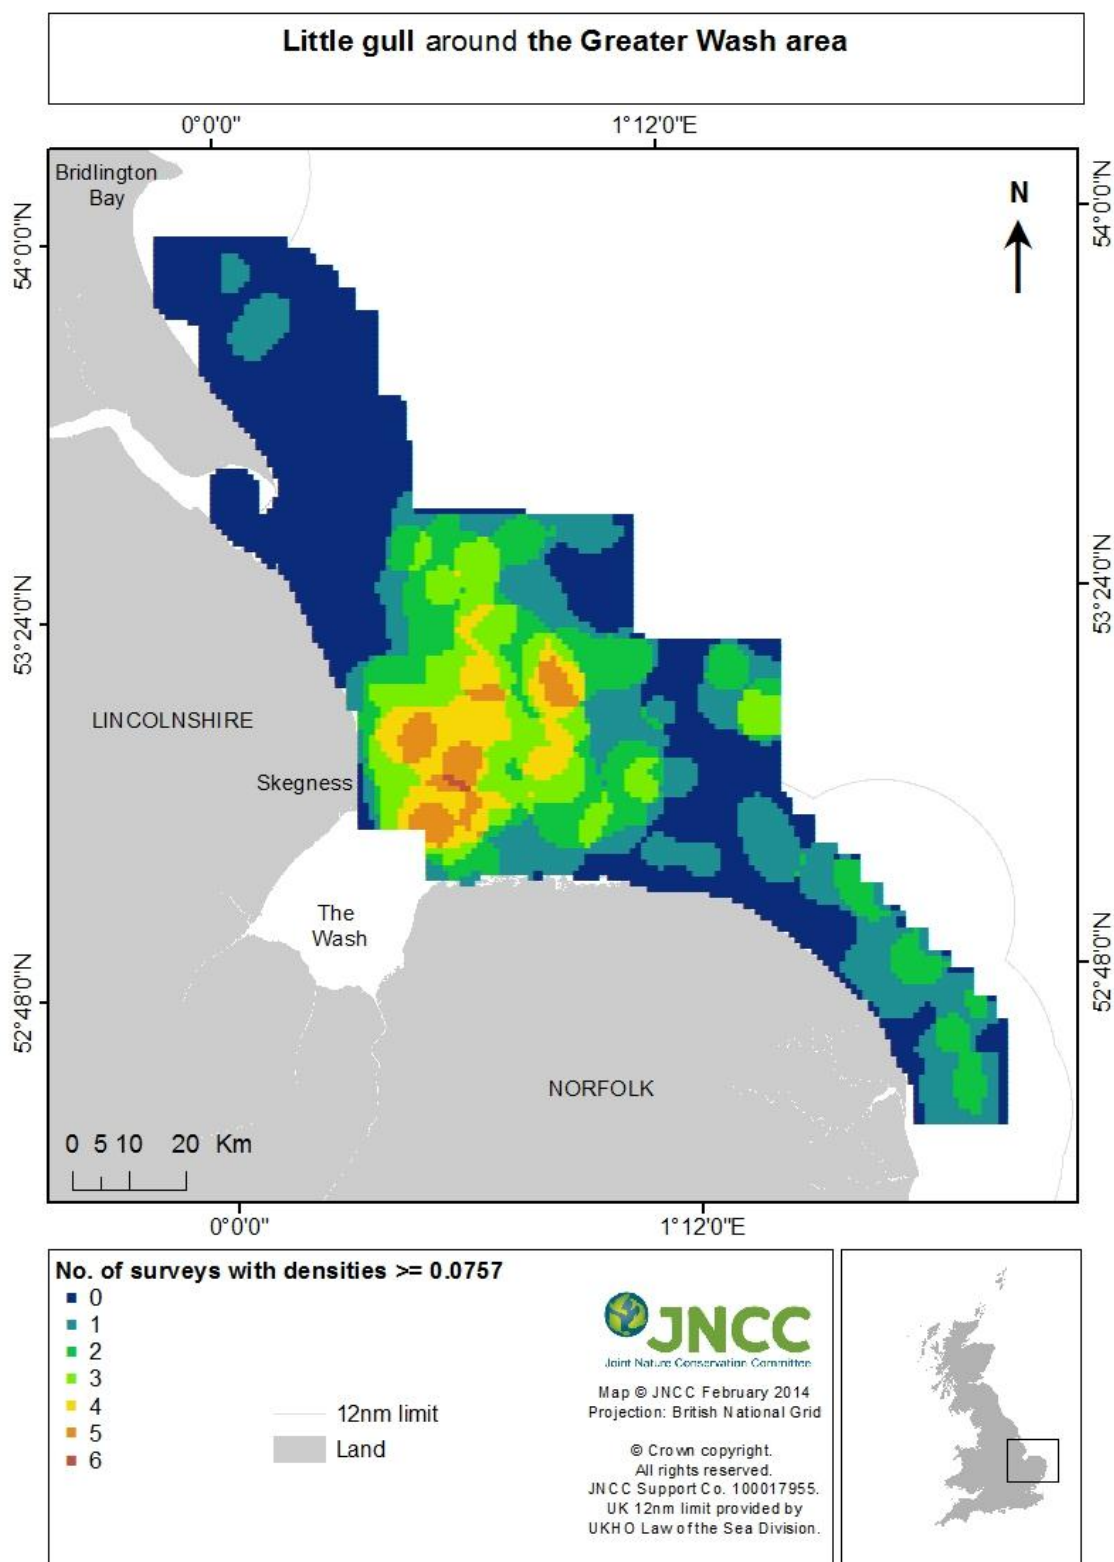 Little gull around the Greater Wash area
0°0'0"
1°12'0"E
Bridlington
Bay
N
54°0'0"N
54°0'0"N
53°24'0"N
53°24'0"N
LINCOLNSHIRE
Skegness
The
Wash
52°48'0"N
52°48'0"N
NORFOLK
0 5 10 20 Km
0°0'0"
1°12'0"E
No. of surveys with densities >= 0.0757
0
1
2
3
4
5
6
12nm limit
Land
JNCC
Joint Nature Conservation Committee
Map © JNCC February 2014
Projection: British National Grid
© Crown copyright.
All rights reserved.
JNCC Support Co. 100017955.
UK 12nm limit provided by
UKHO Law of the Sea Division.